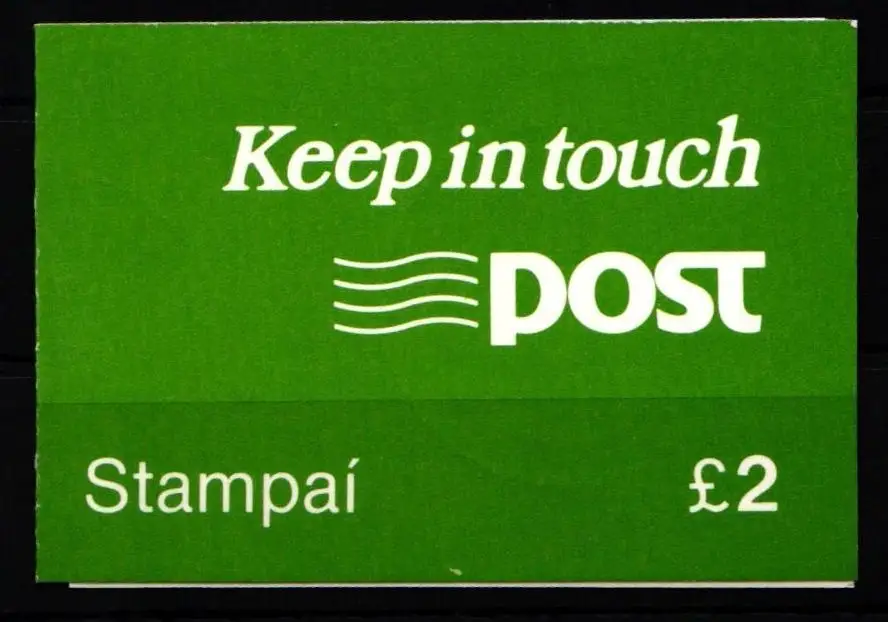 Keep in touch
post
Stampaí £2